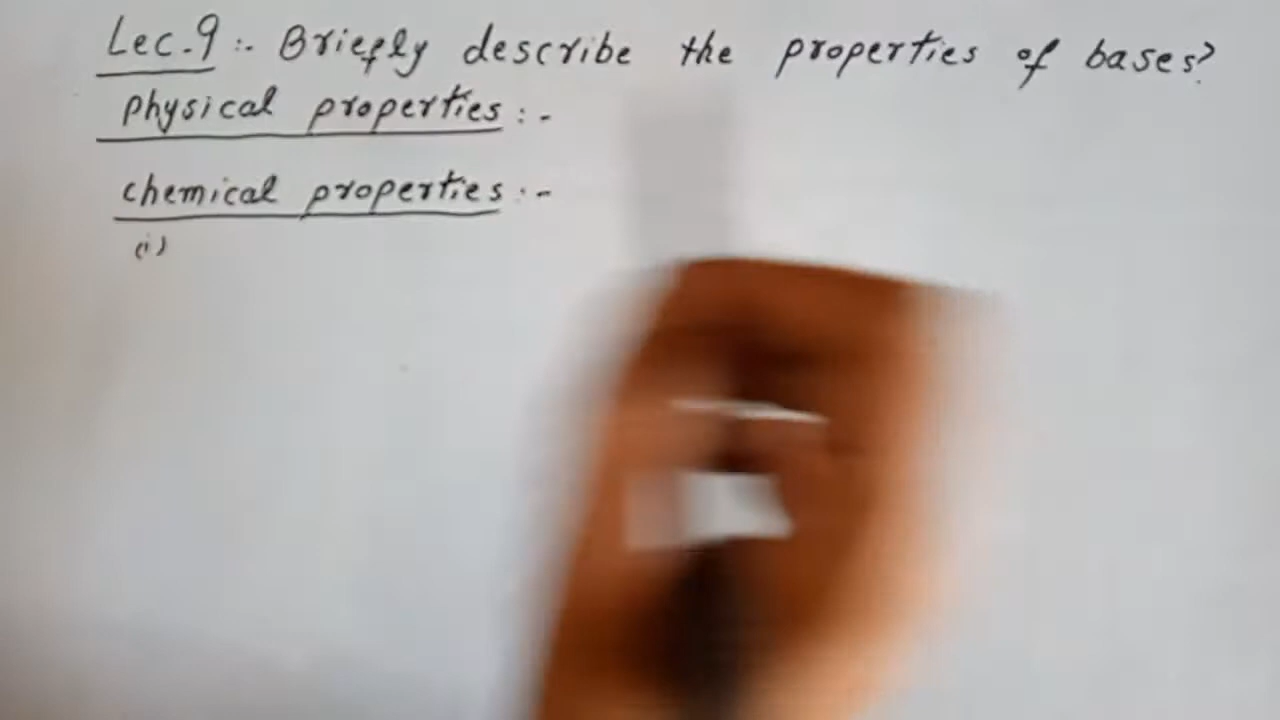 Lec.9:- Briefly describe the properties of bases?
physical properties:-
chemical properties:-
(i)